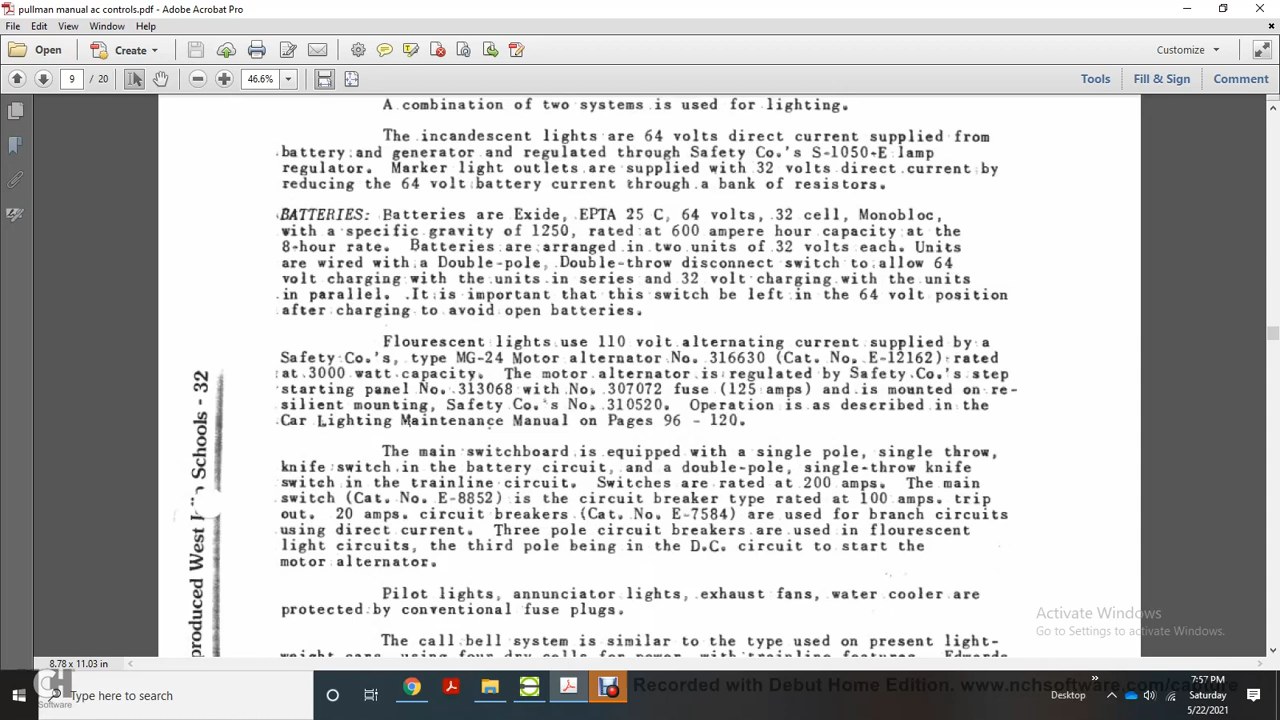 pullman manual ac controls.pdf - Adobe Acrobat Pro
File Edit View Window Help
Open Create Customize
9 / 20 46.6% Tools Fill & Sign Comment
A combination of two systems is used for lighting.
The incandescent lights are 64 volts direct current supplied from
battery and generator and regulated through Safety Co.'s S-1050-E lamp
regulator. Marker light outlets are supplied with 32 volts direct current by
reducing the 64 volt battery current through a bank of resistors.
BATTERIES: Batteries are Exide, EPTA 25 C, 64 volts, 32 cell, Monobloc,
with a specific gravity of 1250, rated at 600 ampere hour capacity at the
8-hour rate. Batteries are arranged in two units of 32 volts each. Units
are wired with a Double-pole, Double-throw disconnect switch to allow 64
volt charging with the units in series and 32 volt charging with the units
in parallel. It is important that this switch be left in the 64 volt position
after charging to avoid open batteries.
Flourescent lights use 110 volt alternating current supplied by a
Safety Co.'s, type MG-24 Motor alternator No. 316630 (Cat. No. E-12162) rated
at 3000 watt capacity. The motor alternator is regulated by Safety Co.'s step
starting panel No. 313068 with No. 307072 fuse (125 amps) and is mounted on re-
silient mounting, Safety Co.'s No. 310520. Operation is as described in the
Car Lighting Maintenance Manual on Pages 96 - 120.
The main switchboard is equipped with a single pole, single throw,
knife switch in the battery circuit, and a double-pole, single-throw knife
switch in the trainline circuit. Switches are rated at 200 amps. The main
switch (Cat. No. E-8852) is the circuit breaker type rated at 100 amps. trip
out. 20 amps. circuit breakers (Cat. No. E-7584) are used for branch circuits
using direct current. Three pole circuit breakers are used in flourescent
light circuits, the third pole being in the D.C. circuit to start the
motor alternator.
Pilot lights, annunciator lights, exhaust fans, water cooler are
protected by conventional fuse plugs.
The call bell system is similar to the type used on present light-
weight cars, using four dry cells for power, with trainline features. Edwards
produced West Schools - 32
Activate Windows
Go to Settings to activate Windows.
8.78 x 11.03 in
Recorded with Debut Home Edition. www.nchsoftware.com/capture
CH
Software
Type here to search
Desktop
7:57 PM
Saturday
5/22/2021